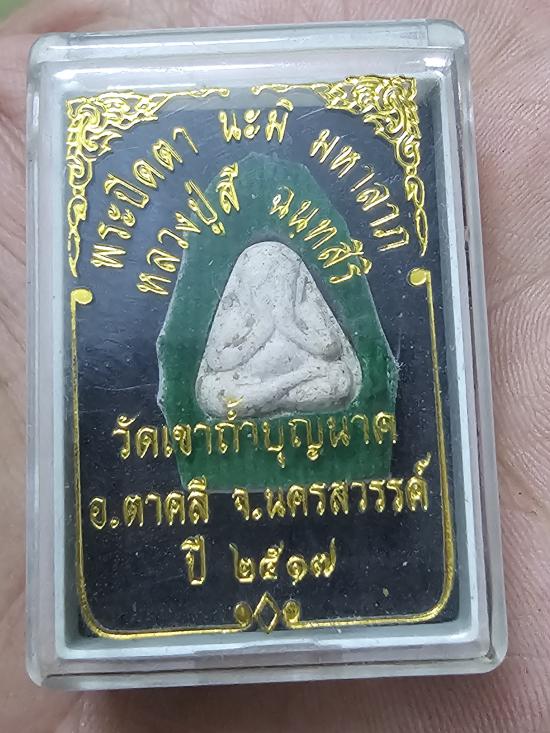 พระปิดตา นะมิ มหาลาภ
หลวงปู่สี ฉนฺทสิริ
วัดเขาถ้ำบุญนาค
อ.ตาคลี จ.นครสวรรค์
ปี ๒๕๑๗